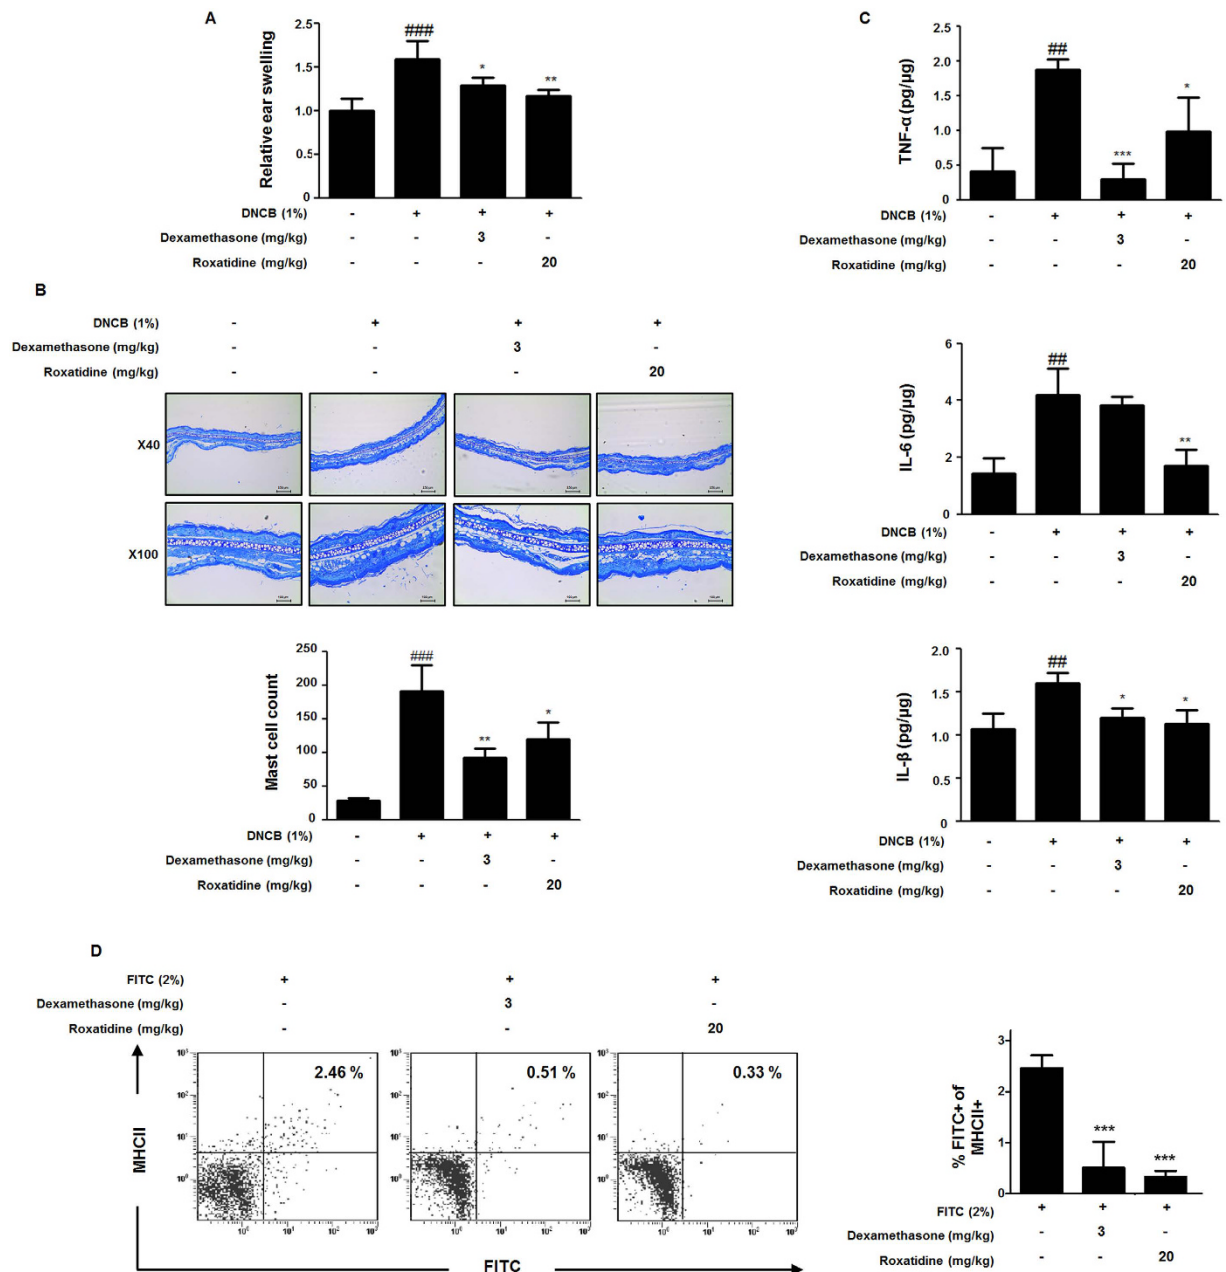 A
Relative ear swelling
2.5
1.5
1.0
0.5
0
###
*
**
DNCB (1%) - + + +
Dexamethasone (mg/kg) - - 3 -
Roxatidine (mg/kg) - - - 20
B
DNCB (1%) - + + +
Dexamethasone (mg/kg) - - 3 -
Roxatidine (mg/kg) - - - 20
X40
X100
Mast cell count
250
200
150
100
50
0
###
**
*
DNCB (1%) - + + +
Dexamethasone (mg/kg) - - 3 -
Roxatidine (mg/kg) - - - 20
C
TNF-α (pg/µg)
2.5
2.0
1.5
1.0
0.5
0
##
***
*
DNCB (1%) - + + +
Dexamethasone (mg/kg) - - 3 -
Roxatidine (mg/kg) - - - 20
IL-6 (pg/µg)
6
4
2
0
##
**
DNCB (1%) - + + +
Dexamethasone (mg/kg) - - 3 -
Roxatidine (mg/kg) - - - 20
IL-β (pg/µg)
2.0
1.5
1.0
0.5
0
##
*
*
DNCB (1%) - + + +
Dexamethasone (mg/kg) - - 3 -
Roxatidine (mg/kg) - - - 20
D
FITC (2%) + + +
Dexamethasone (mg/kg) - 3 -
Roxatidine (mg/kg) - - 20
MHCII
2.46 %
0.51 %
0.33 %
FITC
% FITC+ of
MHCII+
3
2
1
0
***
***
FITC (2%) + + +
Dexamethasone (mg/kg) - 3 -
Roxatidine (mg/kg) - - 20